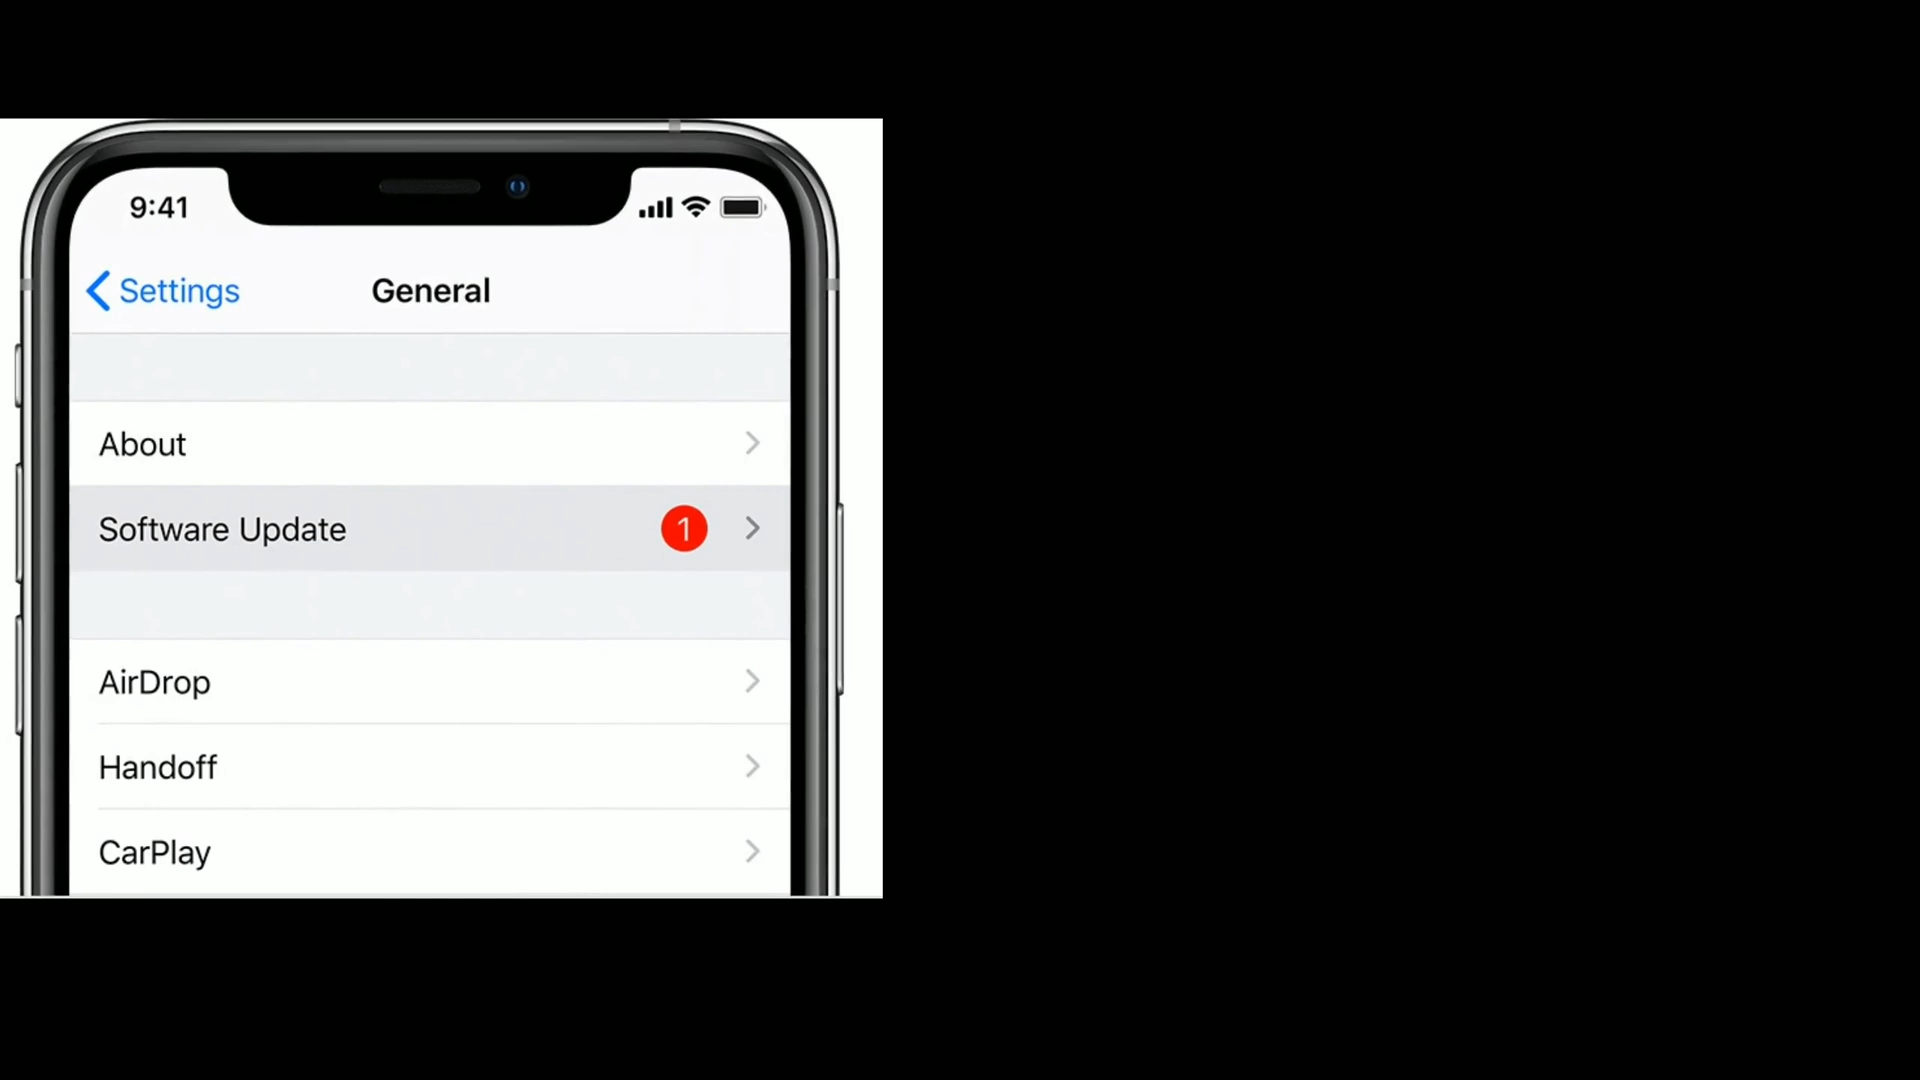 9:41
Settings
General
About
Software Update 1
AirDrop
Handoff
CarPlay